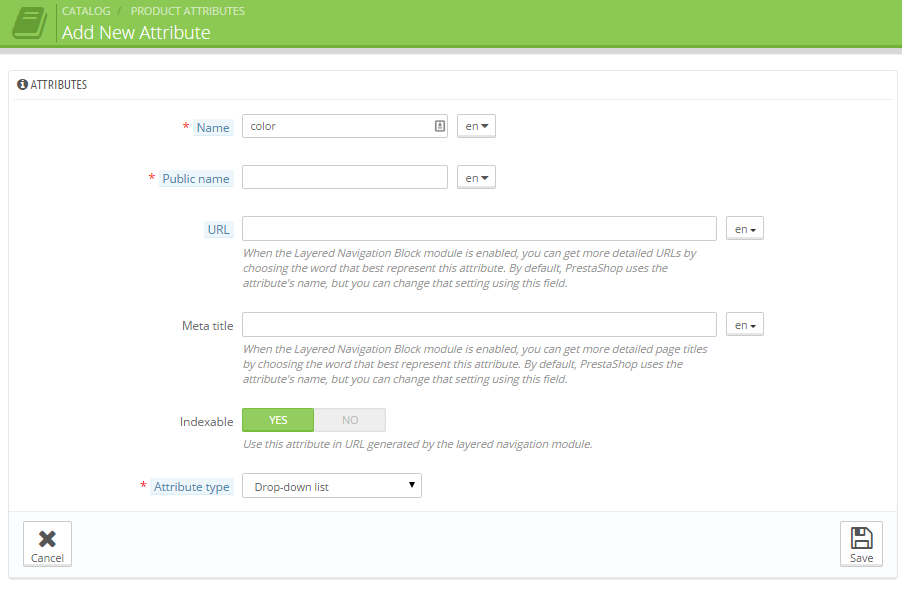 CATALOG / PRODUCT ATTRIBUTES
Add New Attribute
ATTRIBUTES
* Name color en
* Public name en
URL en
When the Layered Navigation Block module is enabled, you can get more detailed URLs by
choosing the word that best represent this attribute. By default, PrestaShop uses the
attribute's name, but you can change that setting using this field.
Meta title en
When the Layered Navigation Block module is enabled, you can get more detailed page titles
by choosing the word that best represent this attribute. By default, PrestaShop uses the
attribute's name, but you can change that setting using this field.
Indexable YES NO
Use this attribute in URL generated by the layered navigation module.
* Attribute type Drop-down list
Cancel Save